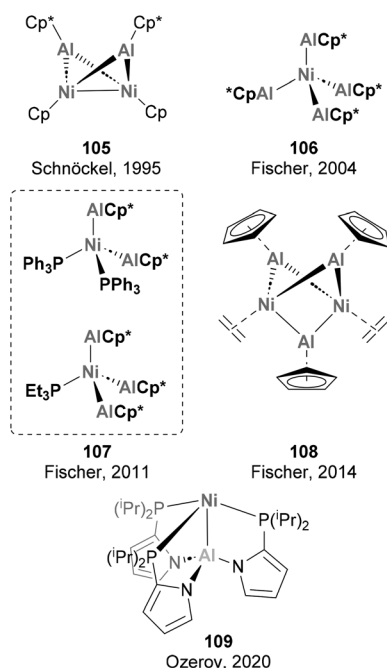 Cp* Cp*
Al Al
Ni Ni
Cp Cp
105
Schnöckel, 1995
AlCp*
Ni
*CpAl AlCp*
AlCp*
106
Fischer, 2004
AlCp*
Ni
Ph₃P AlCp*
PPh₃
AlCp*
Ni
Et₃P AlCp*
AlCp*
107
Fischer, 2011
Al Al
Ni Ni
Al
108
Fischer, 2014
(ⁱPr)₂P Ni P(ⁱPr)₂
(ⁱPr)₂P Al
N N N
109
Ozerov, 2020